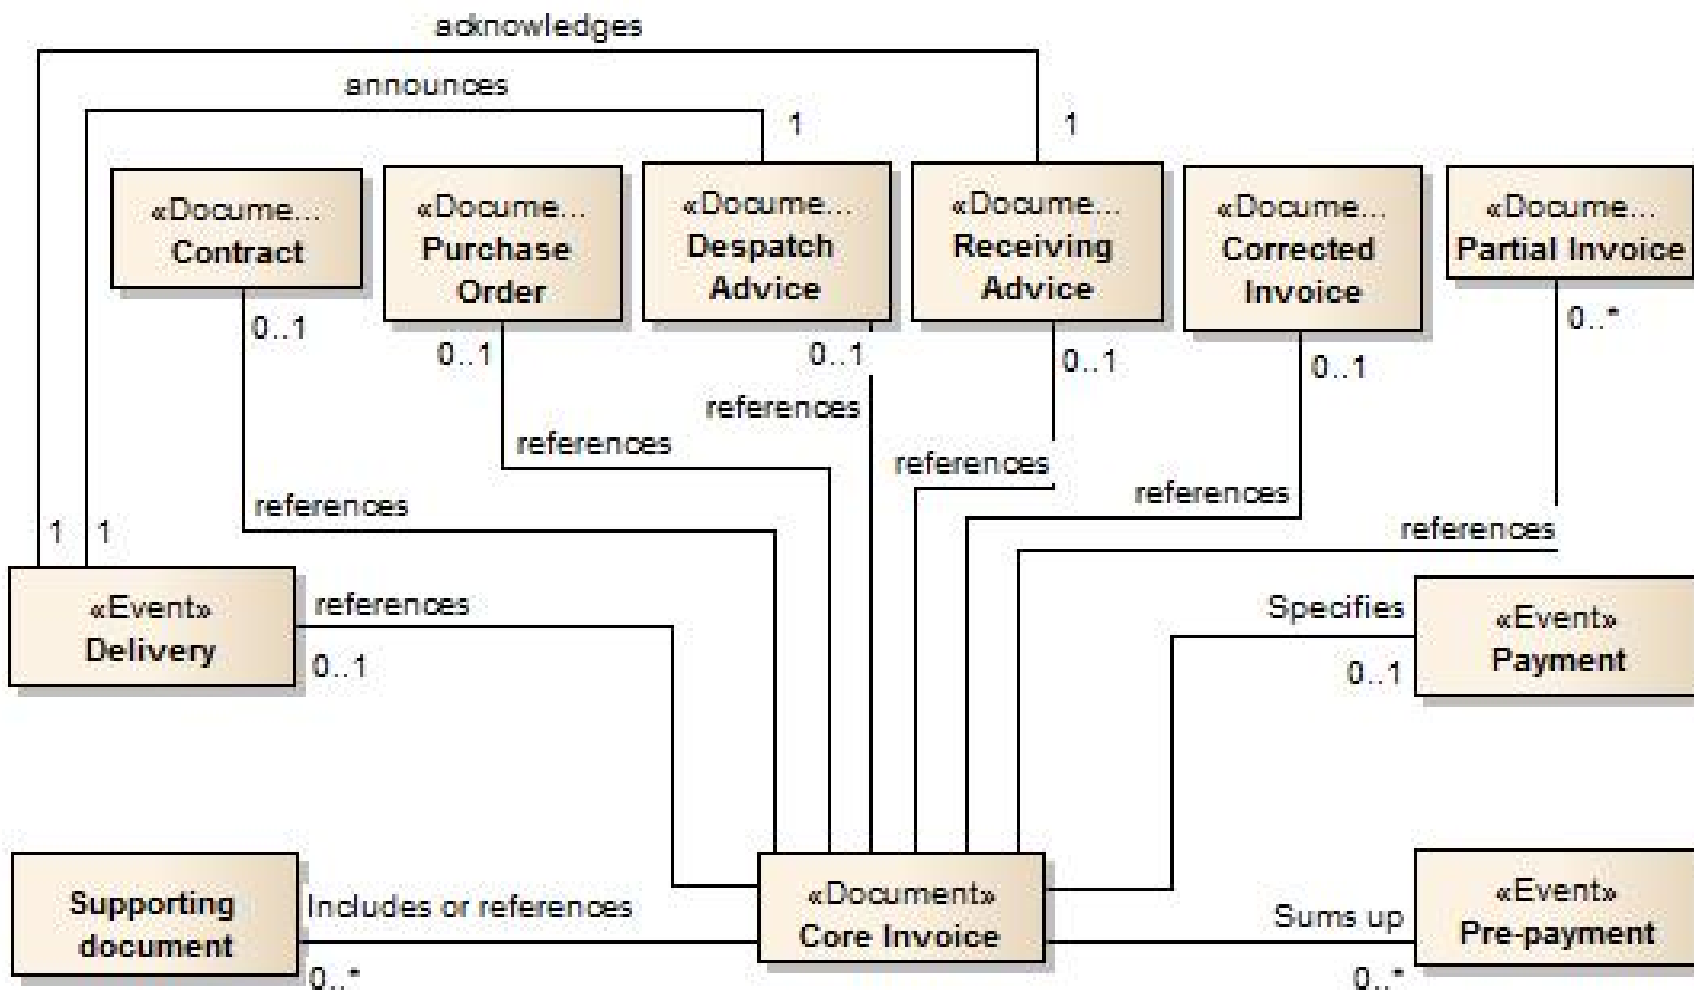 acknowledges
announces
1
1
«Docume...
Contract
«Docume...
Purchase
Order
«Docume...
Despatch
Advice
«Docume...
Receiving
Advice
«Docume...
Corrected
Invoice
«Docume...
Partial Invoice
0..1
0..1
0..1
0..1
0..1
0..*
references
references
references
references
references
references
1
1
«Event»
Delivery
references
0..1
Specifies
0..1
«Event»
Payment
Supporting
document
Includes or references
0..*
«Document»
Core Invoice
Sums up
0..*
«Event»
Pre-payment